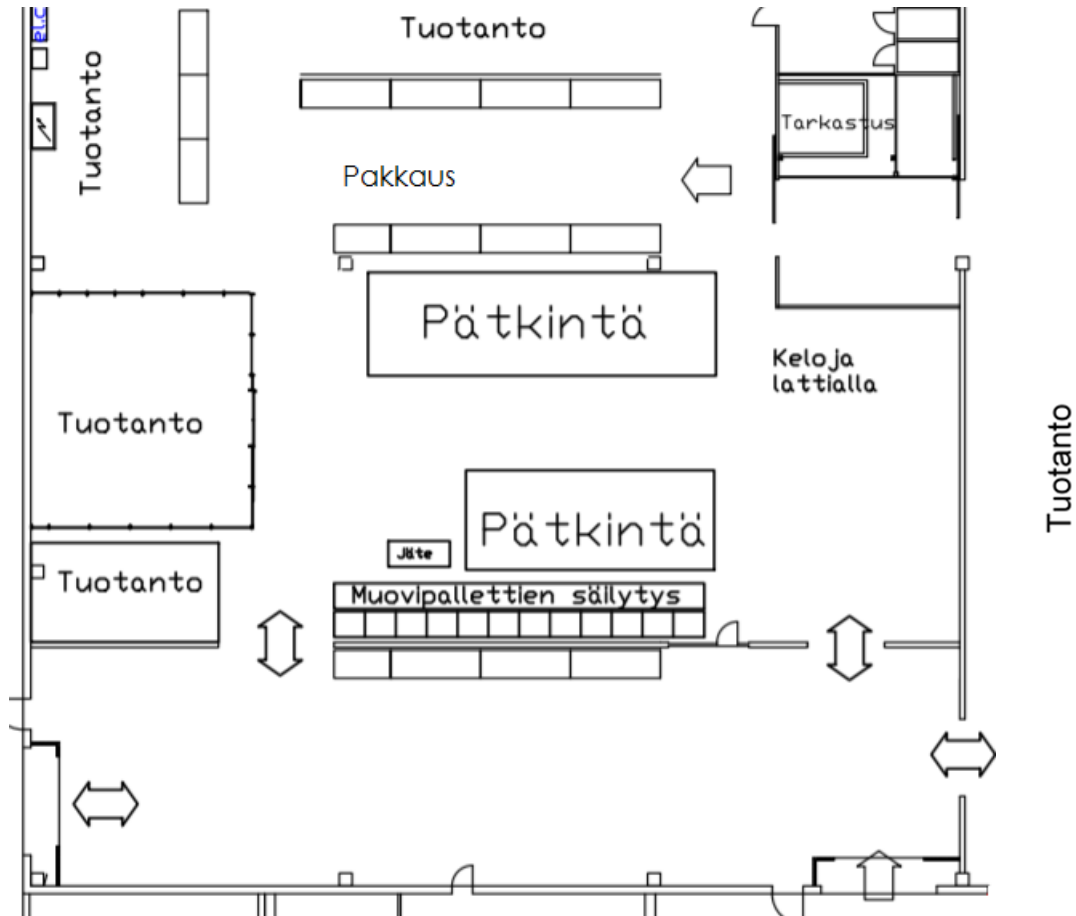 Tuotanto
Tuotanto
Tarkastus
Pakkaus
Pätkintä
Keloja
lattialla
Tuotanto
Tuotanto
Pätkintä
Jäte
Tuotanto
Muovipallettien säilytys